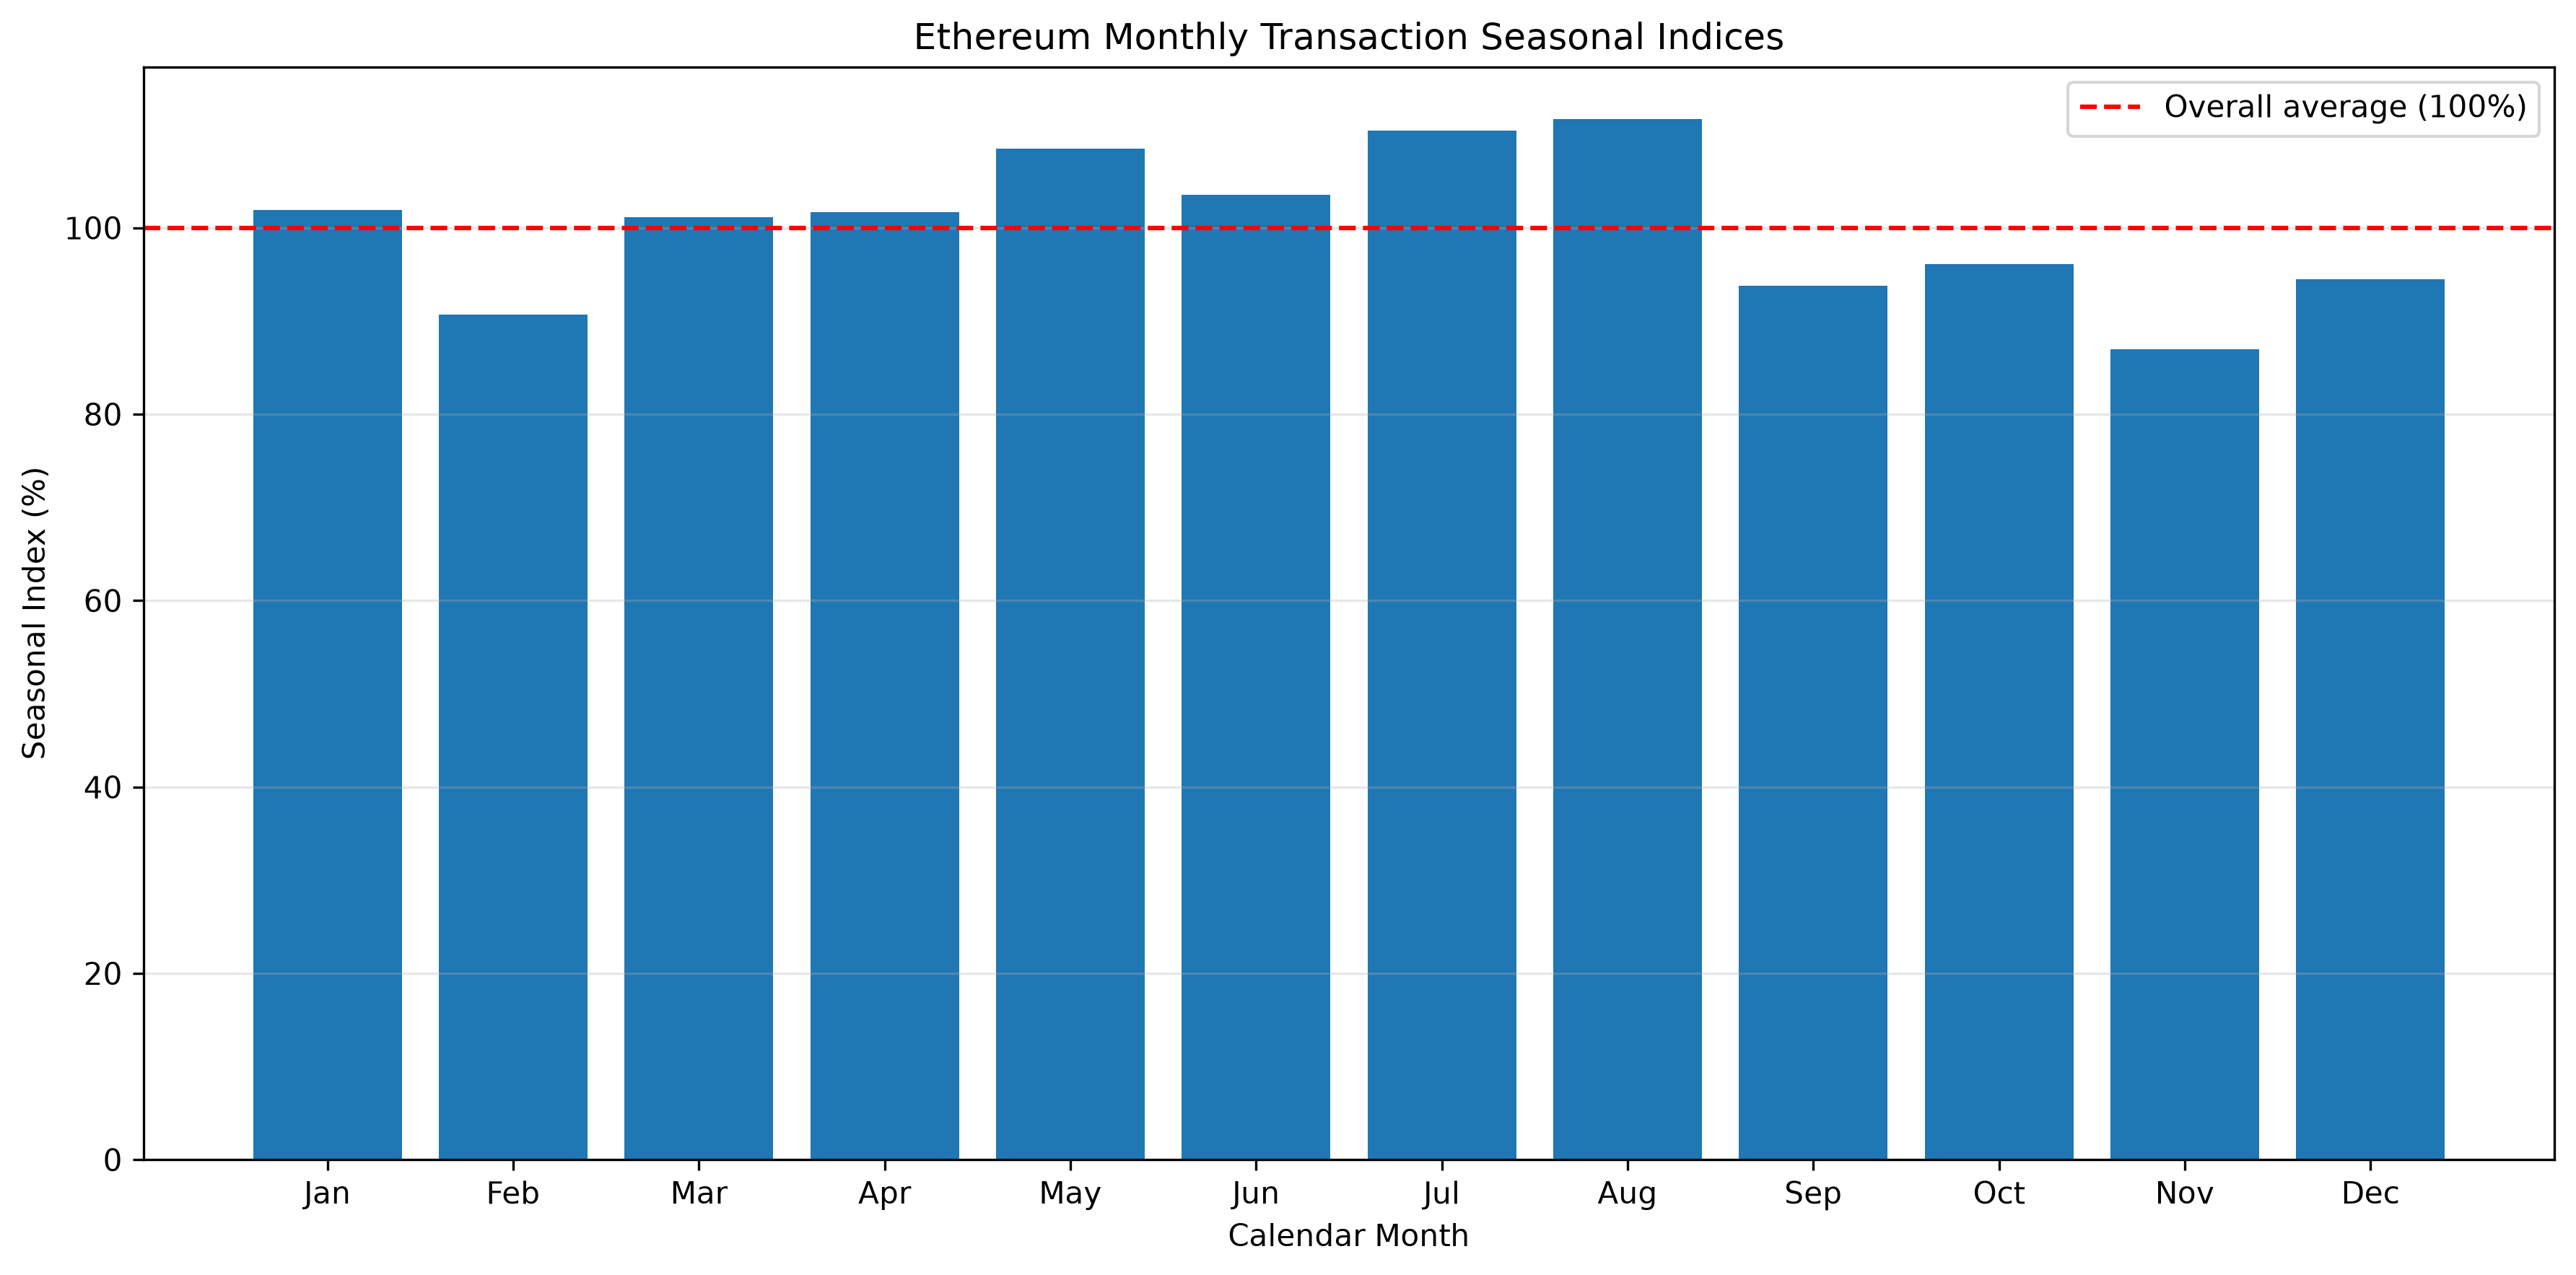 Ethereum Monthly Transaction Seasonal Indices
Overall average (100%)
Seasonal Index (%)
100
80
60
40
20
0
Jan Feb Mar Apr May Jun Jul Aug Sep Oct Nov Dec
Calendar Month